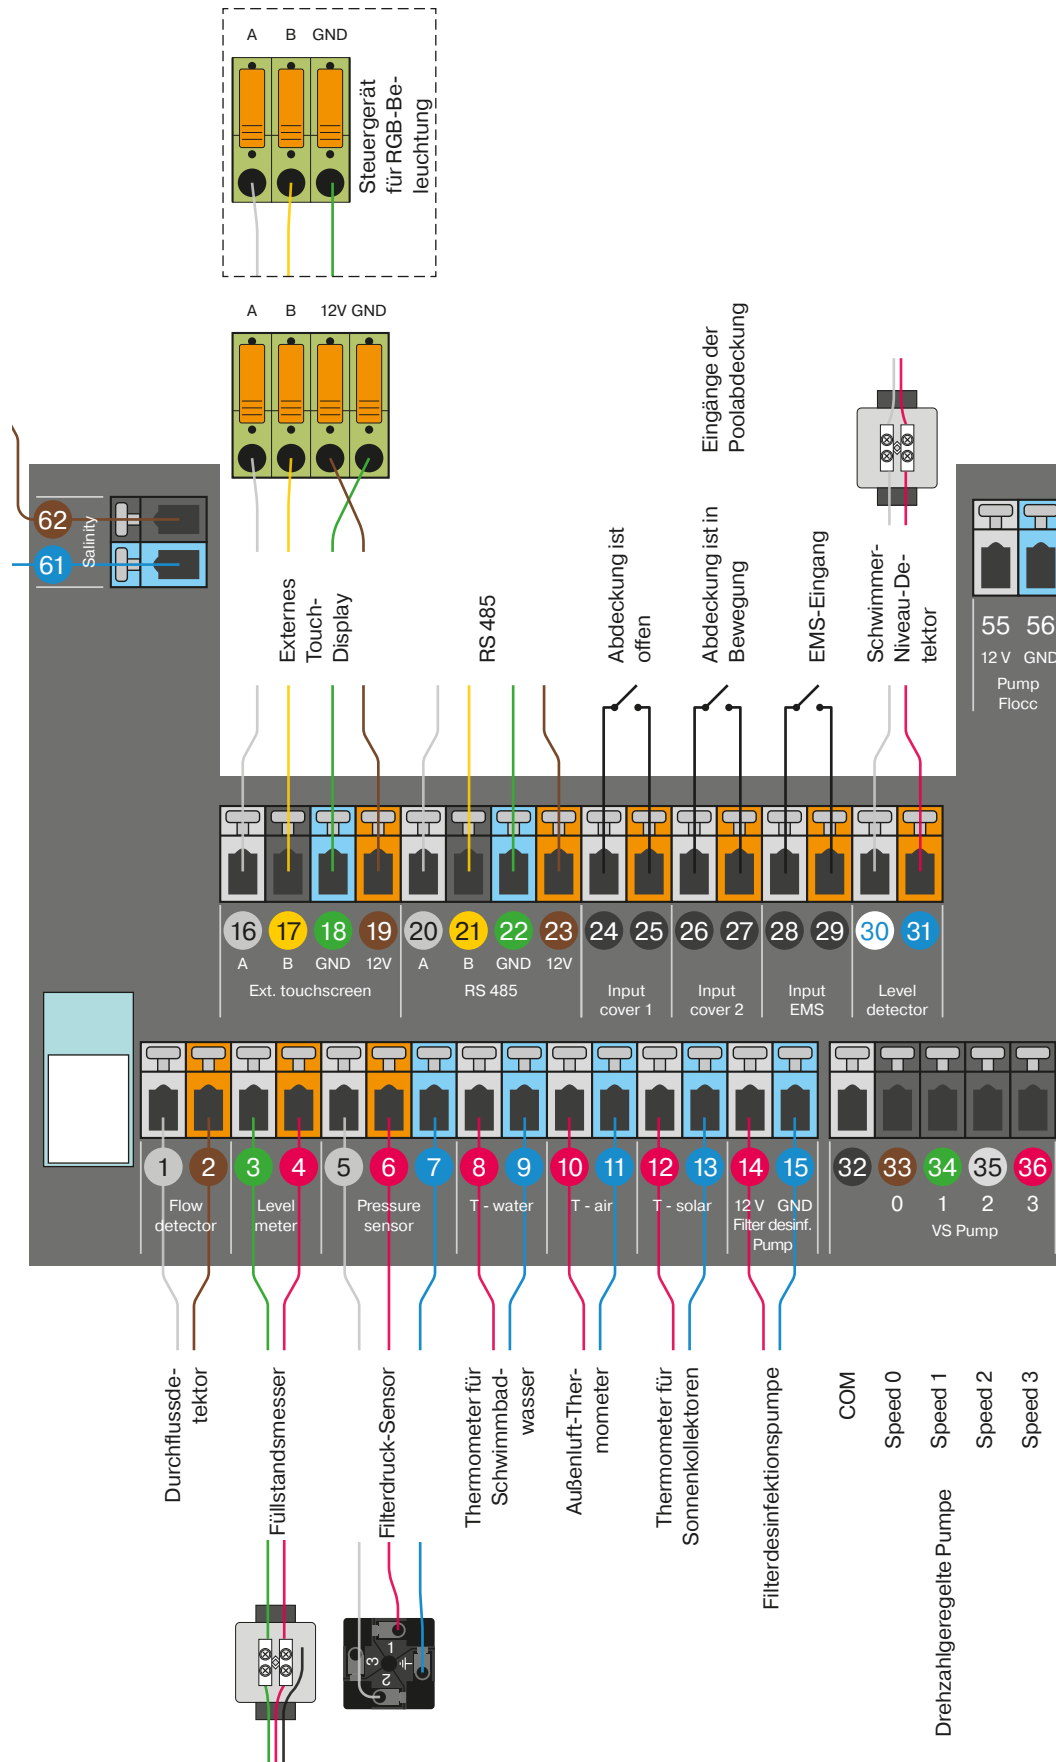 A B GND
Steuergerät
für RGB-Be-
leuchtung
A B 12V GND
Eingänge der
Poolabdeckung
62
61
Salinity
Externes
Touch-
Display
RS 485
Abdeckung ist
offen
Abdeckung ist in
Bewegung
EMS-Eingang
Schwimmer-
Niveau-De-
tektor
55 56
12 V GND
Pump
Flocc
16 17 18 19 20 21 22 23 24 25 26 27 28 29 30 31
A B GND 12V A B GND 12V
Ext. touchscreen
RS 485
Input
cover 1
Input
cover 2
Input
EMS
Level
detector
1 2 3 4 5 6 7 8 9 10 11 12 13 14 15 32 33 34 35 36
Flow
detector
Level
meter
Pressure
sensor
T - water
T - air
T - solar
12 V GND
Filter desinf.
Pump
0 1 2 3
VS Pump
Durchflussde-
tektor
Füllstandsmesser
Filterdruck-Sensor
Thermometer für
Schwimmbad-
wasser
Außenluft-Ther-
mometer
Thermometer für
Sonnenkollektoren
Filterdesinfektionspumpe
COM
Speed 0
Speed 1
Speed 2
Speed 3
Drehzahlgeregelte Pumpe
1
3
2